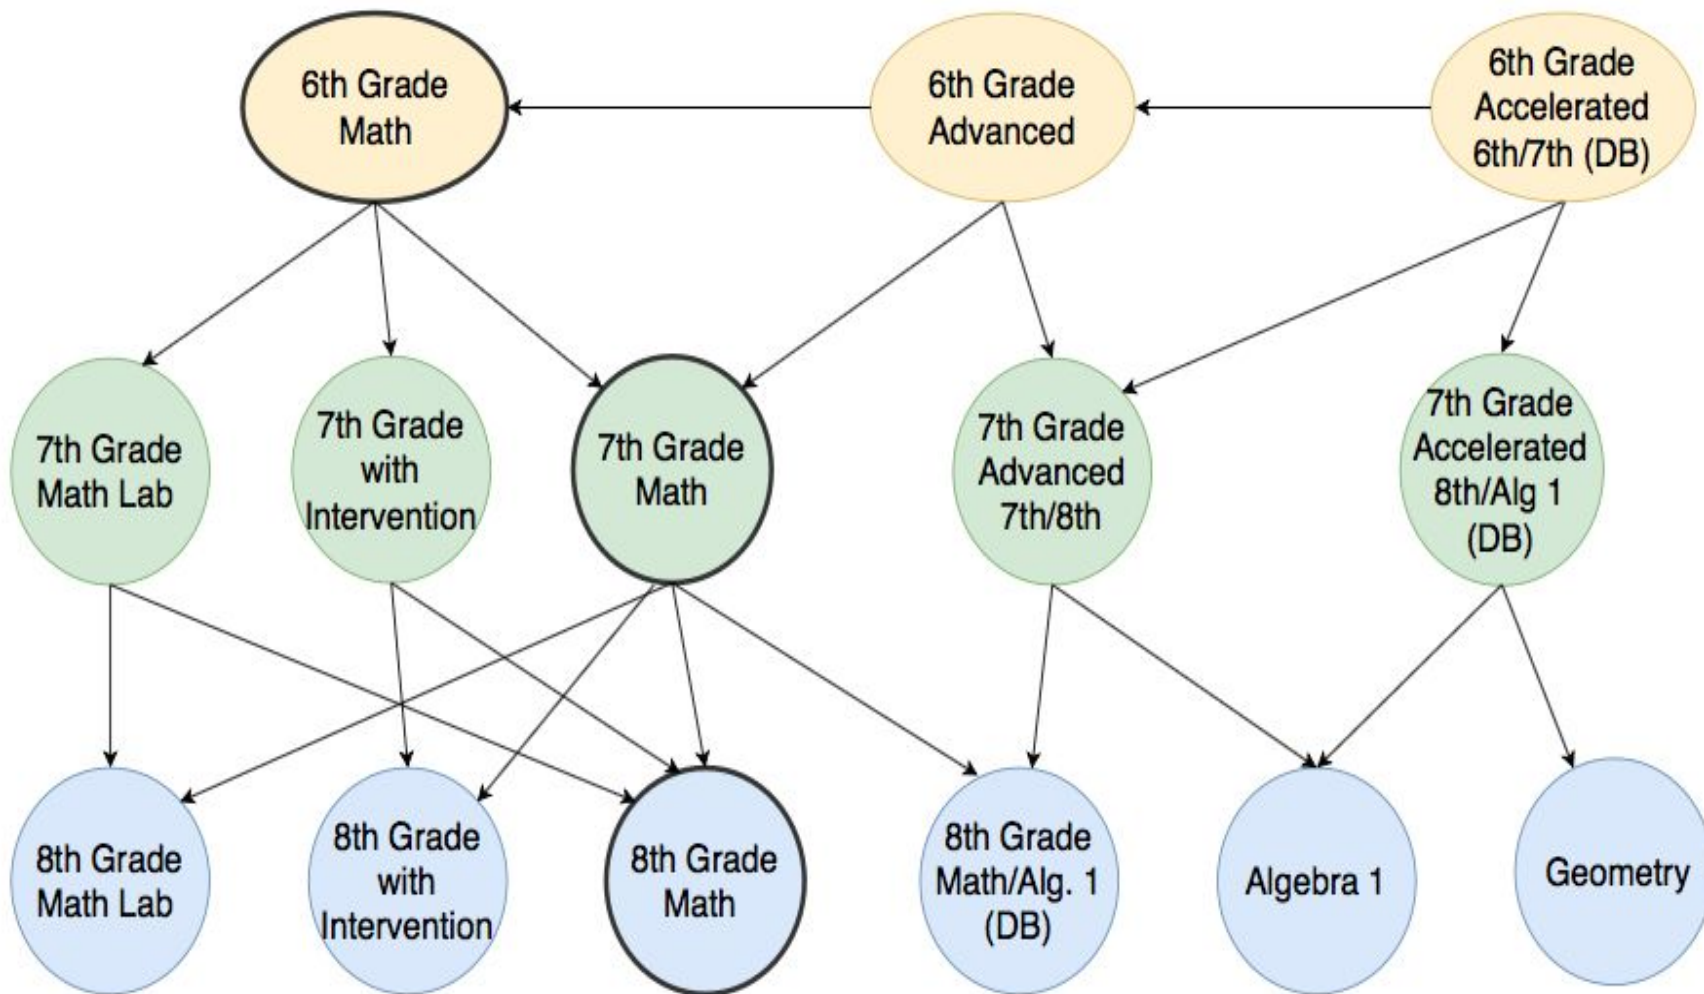 6th Grade
Math
6th Grade
Advanced
6th Grade
Accelerated
6th/7th (DB)
7th Grade
Math Lab
7th Grade
with
Intervention
7th Grade
Math
7th Grade
Advanced
7th/8th
7th Grade
Accelerated
8th/Alg 1
(DB)
8th Grade
Math Lab
8th Grade
with
Intervention
8th Grade
Math
8th Grade
Math/Alg. 1
(DB)
Algebra 1
Geometry